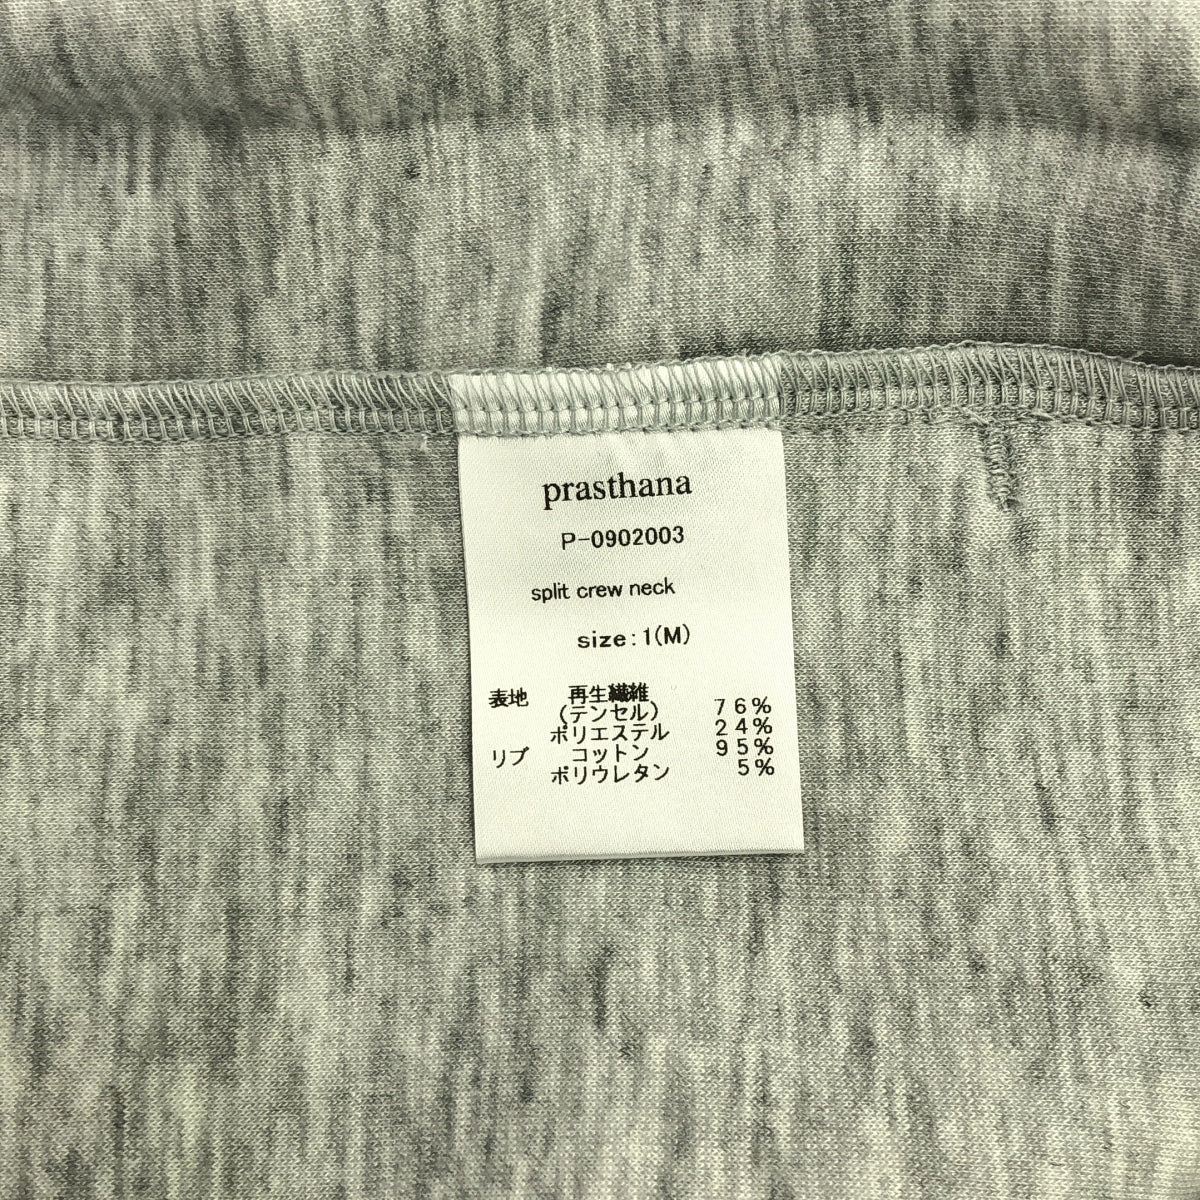 prasthana
P-0902003
split crew neck
size:1(M)
表地 再生繊維
(テンセル) 76%
ポリエステル 24%
リブ コットン 95%
ポリウレタン 5%